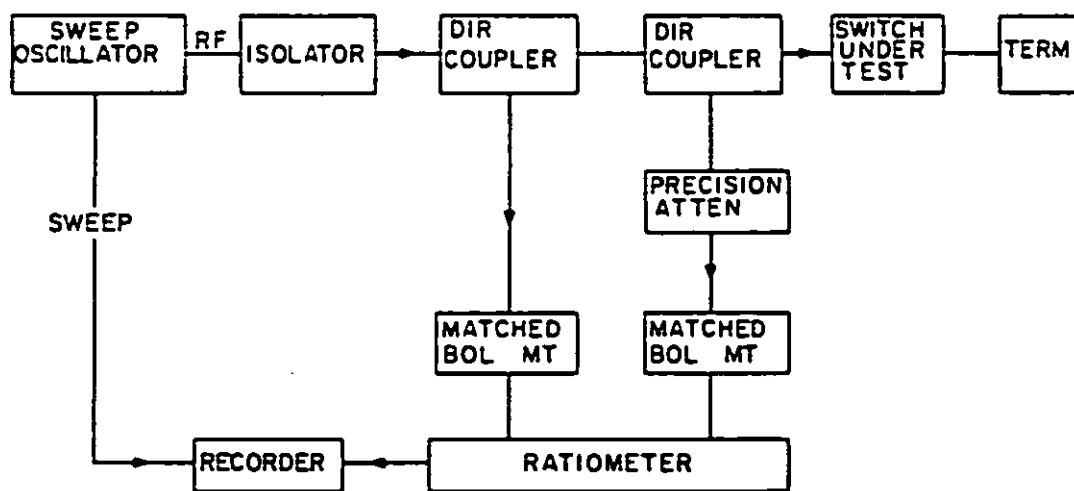 SWEEP
OSCILLATOR
RF
ISOLATOR
DIR
COUPLER
DIR
COUPLER
SWITCH
UNDER
TEST
TERM
SWEEP
PRECISION
ATTEN
MATCHED
BOL MT
MATCHED
BOL MT
RECORDER
RATIOMETER